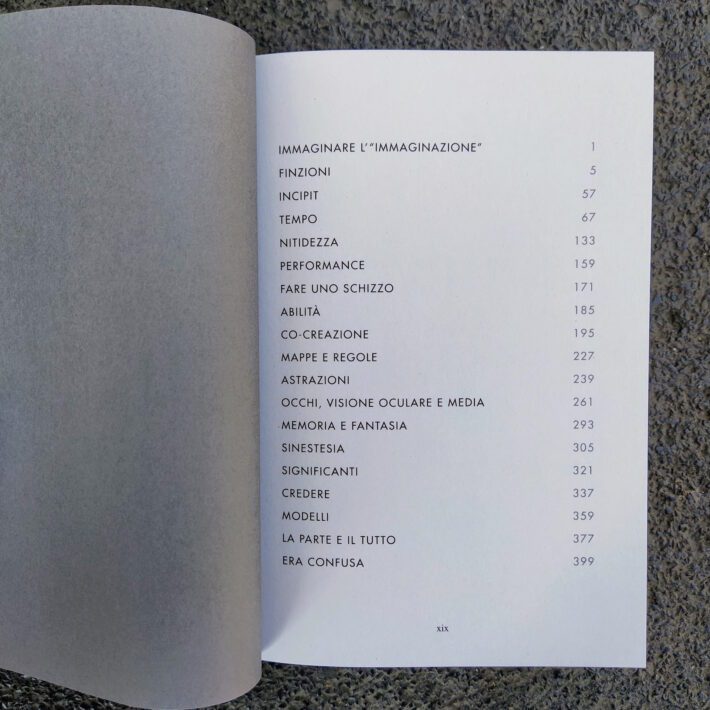 IMMAGINARE L'"IMMAGINAZIONE" 1
FINZIONI 5
INCIPIT 57
TEMPO 67
NITIDEZZA 133
PERFORMANCE 159
FARE UNO SCHIZZO 171
ABILITÀ 185
CO-CREAZIONE 195
MAPPE E REGOLE 227
ASTRAZIONI 239
OCCHI, VISIONE OCULARE E MEDIA 261
MEMORIA E FANTASIA 293
SINESTESIA 305
SIGNIFICANTI 321
CREDERE 337
MODELLI 359
LA PARTE E IL TUTTO 377
ERA CONFUSA 399
xix